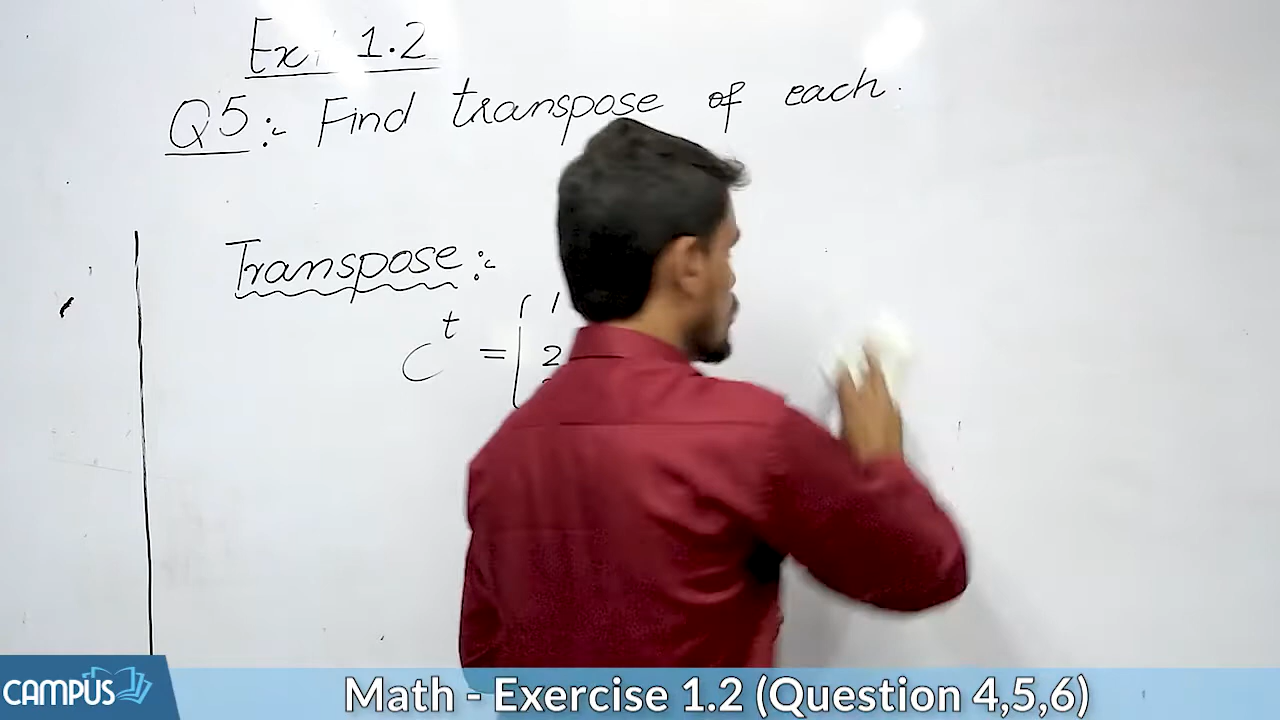 Ex. 1.2
Q5:- Find transpose of each.
Transpose:-
C^t = [ 1
2
CAMPUS
Math - Exercise 1.2 (Question 4,5,6)